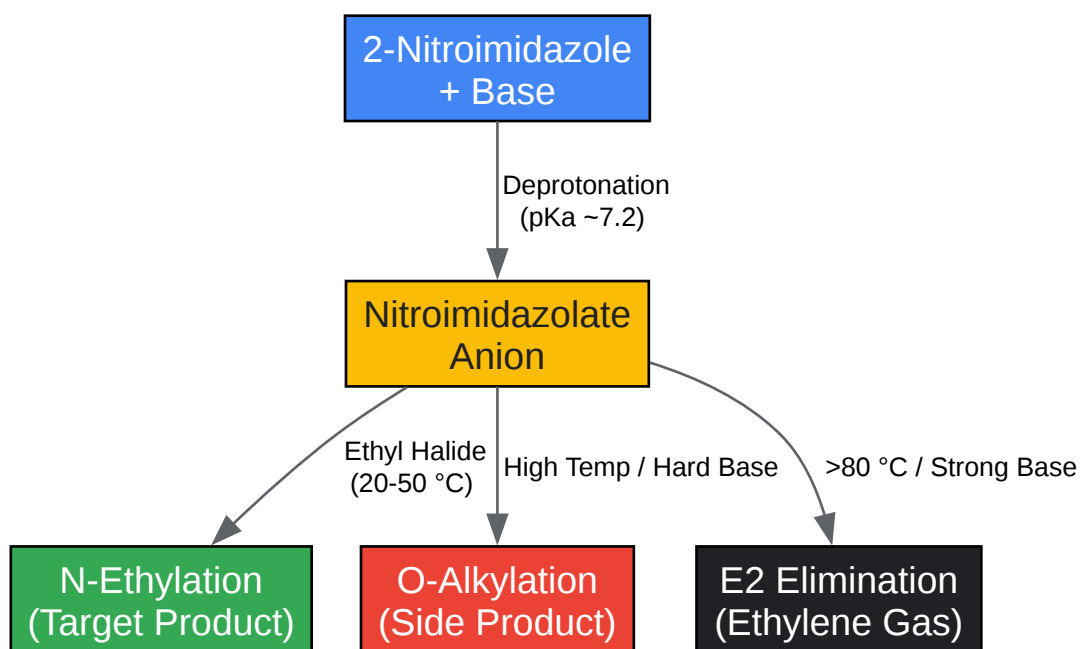 2-Nitroimidazole
+ Base
Deprotonation
(pKa ~7.2)
Nitroimidazolate
Anion
Ethyl Halide
(20-50 °C)
High Temp / Hard Base
>80 °C / Strong Base
N-Ethylation
(Target Product)
O-Alkylation
(Side Product)
E2 Elimination
(Ethylene Gas)